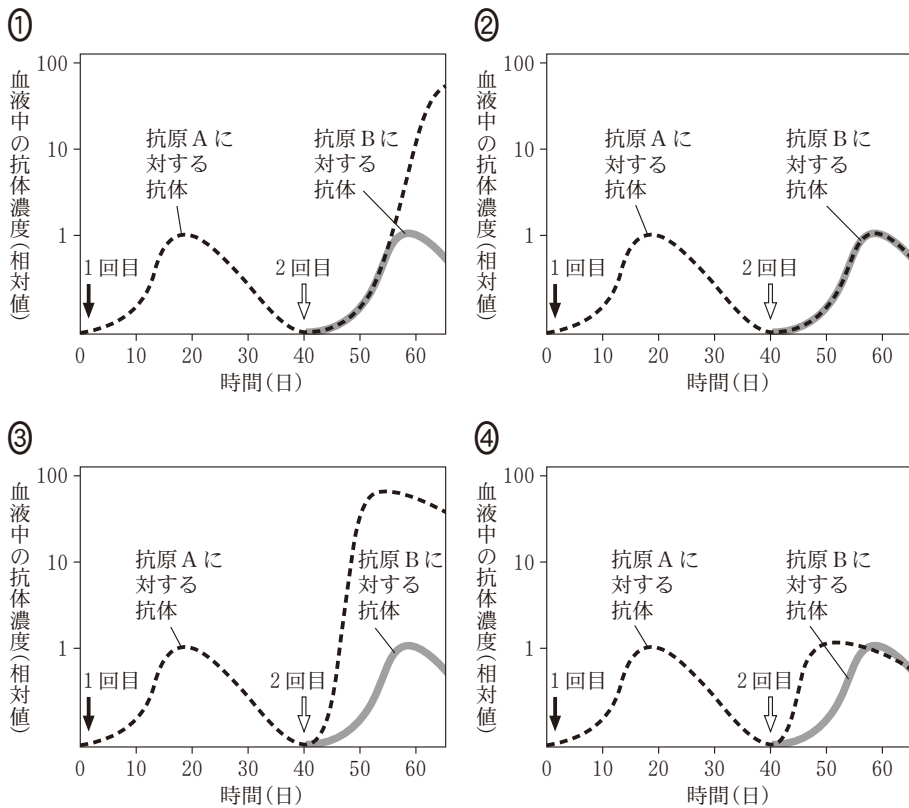 ①
血液中の抗体濃度(相対値)
100
10
1
抗原Aに
対する
抗体
抗原Bに
対する
抗体
1回目
2回目
0 10 20 30 40 50 60
時間(日)
②
血液中の抗体濃度(相対値)
100
10
1
抗原Aに
対する
抗体
抗原Bに
対する
抗体
1回目
2回目
0 10 20 30 40 50 60
時間(日)
③
血液中の抗体濃度(相対値)
100
10
1
抗原Aに
対する
抗体
抗原Bに
対する
抗体
1回目
2回目
0 10 20 30 40 50 60
時間(日)
④
血液中の抗体濃度(相対値)
100
10
1
抗原Aに
対する
抗体
抗原Bに
対する
抗体
1回目
2回目
0 10 20 30 40 50 60
時間(日)